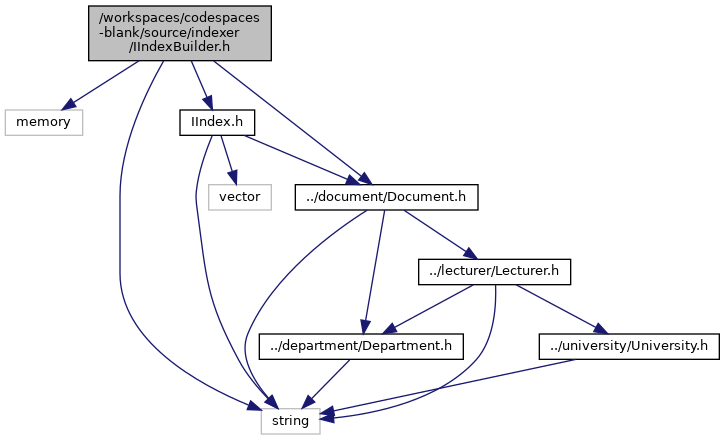 /workspaces/codespaces
-blank/source/indexer
/IIndexBuilder.h
memory
IIndex.h
vector
../document/Document.h
../lecturer/Lecturer.h
../department/Department.h
../university/University.h
string